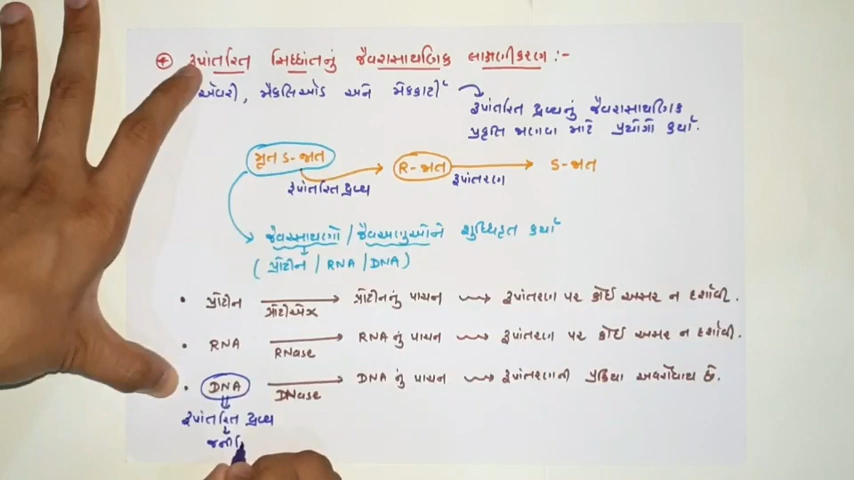 રૂપાંતરિત સિદ્ધાંતનું જૈવરાસાયણિક લાક્ષણીકરણ :-
એવરી, મેકલિઓડ અને મેકકાર્ટી
રૂપાંતરિત દ્રવ્યનું જૈવરાસાયણિક
પ્રકૃતિ જાણવા માટે પ્રયોગો કર્યા.
મૃત S-જાત
રૂપાંતરિત દ્રવ્ય
R-જાત
રૂપાંતરણ
S-જાત
જૈવરસાયણો / જૈવઅણુઓને શુદ્ધિકૃત કર્યા
(પ્રોટીન / RNA / DNA)
• પ્રોટીન પ્રોટીએઝ પ્રોટીનનું પાચન રૂપાંતરણ પર કોઈ અસર ન દર્શાવી.
• RNA RNase RNA નું પાચન રૂપાંતરણ પર કોઈ અસર ન દર્શાવી.
• DNA DNase DNA નું પાચન રૂપાંતરણની પ્રક્રિયા અવરોધાય છે.
રૂપાંતરિત દ્રવ્ય